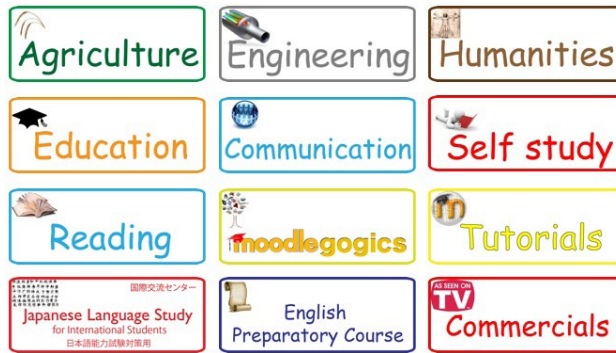 Agriculture
Engineering
Humanities
Education
Communication
Self study
Reading
moodlegogics
Tutorials
国際交流センター
Japanese Language Study
for International Students
日本語能力試験対策用
English
Preparatory Course
AS SEEN ON
TV
Commercials